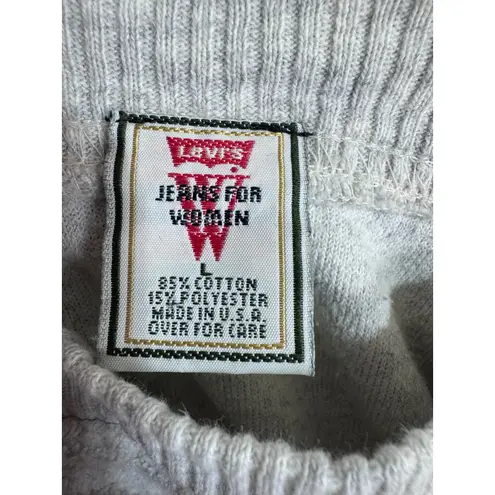 Levi's
JEANS FOR
WOMEN
L
85% COTTON
15% POLYESTER
MADE IN U.S.A.
OVER FOR CARE